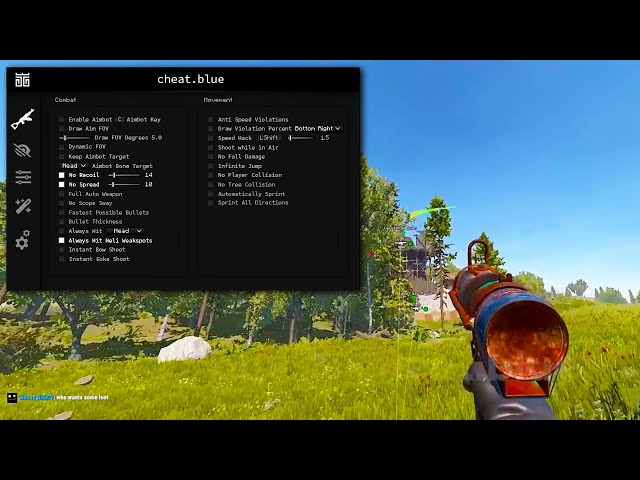 cheat.blue
Combat
Enable Aimbot [C] Aimbot Key
Draw Aim FOV
Draw FOV Degrees 5.0
Dynamic FOV
Keep Aimbot Target
Head Aimbot Bone Target
No Recoil 14
No Spread 10
Full Auto Weapon
No Scope Sway
Fastest Possible Bullets
Bullet Thickness
Always Hit Head
Always Hit Heli Weakspots
Instant Bow Shoot
Instant Eoka Shoot
Movement
Anti Speed Violations
Draw Violation Percent Bottom Right
Speed Hack [LShift] 15
Shoot while in Air
No Fall Damage
Infinite Jump
No Player Collision
No Tree Collision
Automatically Sprint
Sprint All Directions
: who wants some loot